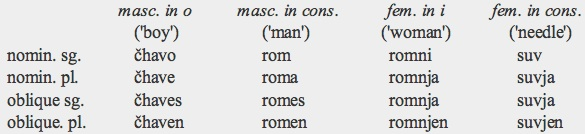 masc. in o masc. in cons. fem. in i fem. in cons.
('boy') ('man') ('woman') ('needle')
nomin. sg. čhavo rom romni suv
nomin. pl. čhave roma romnja suvja
oblique sg. čhaves romes romnja suvja
oblique. pl. čhaven romen romnjen suvjen